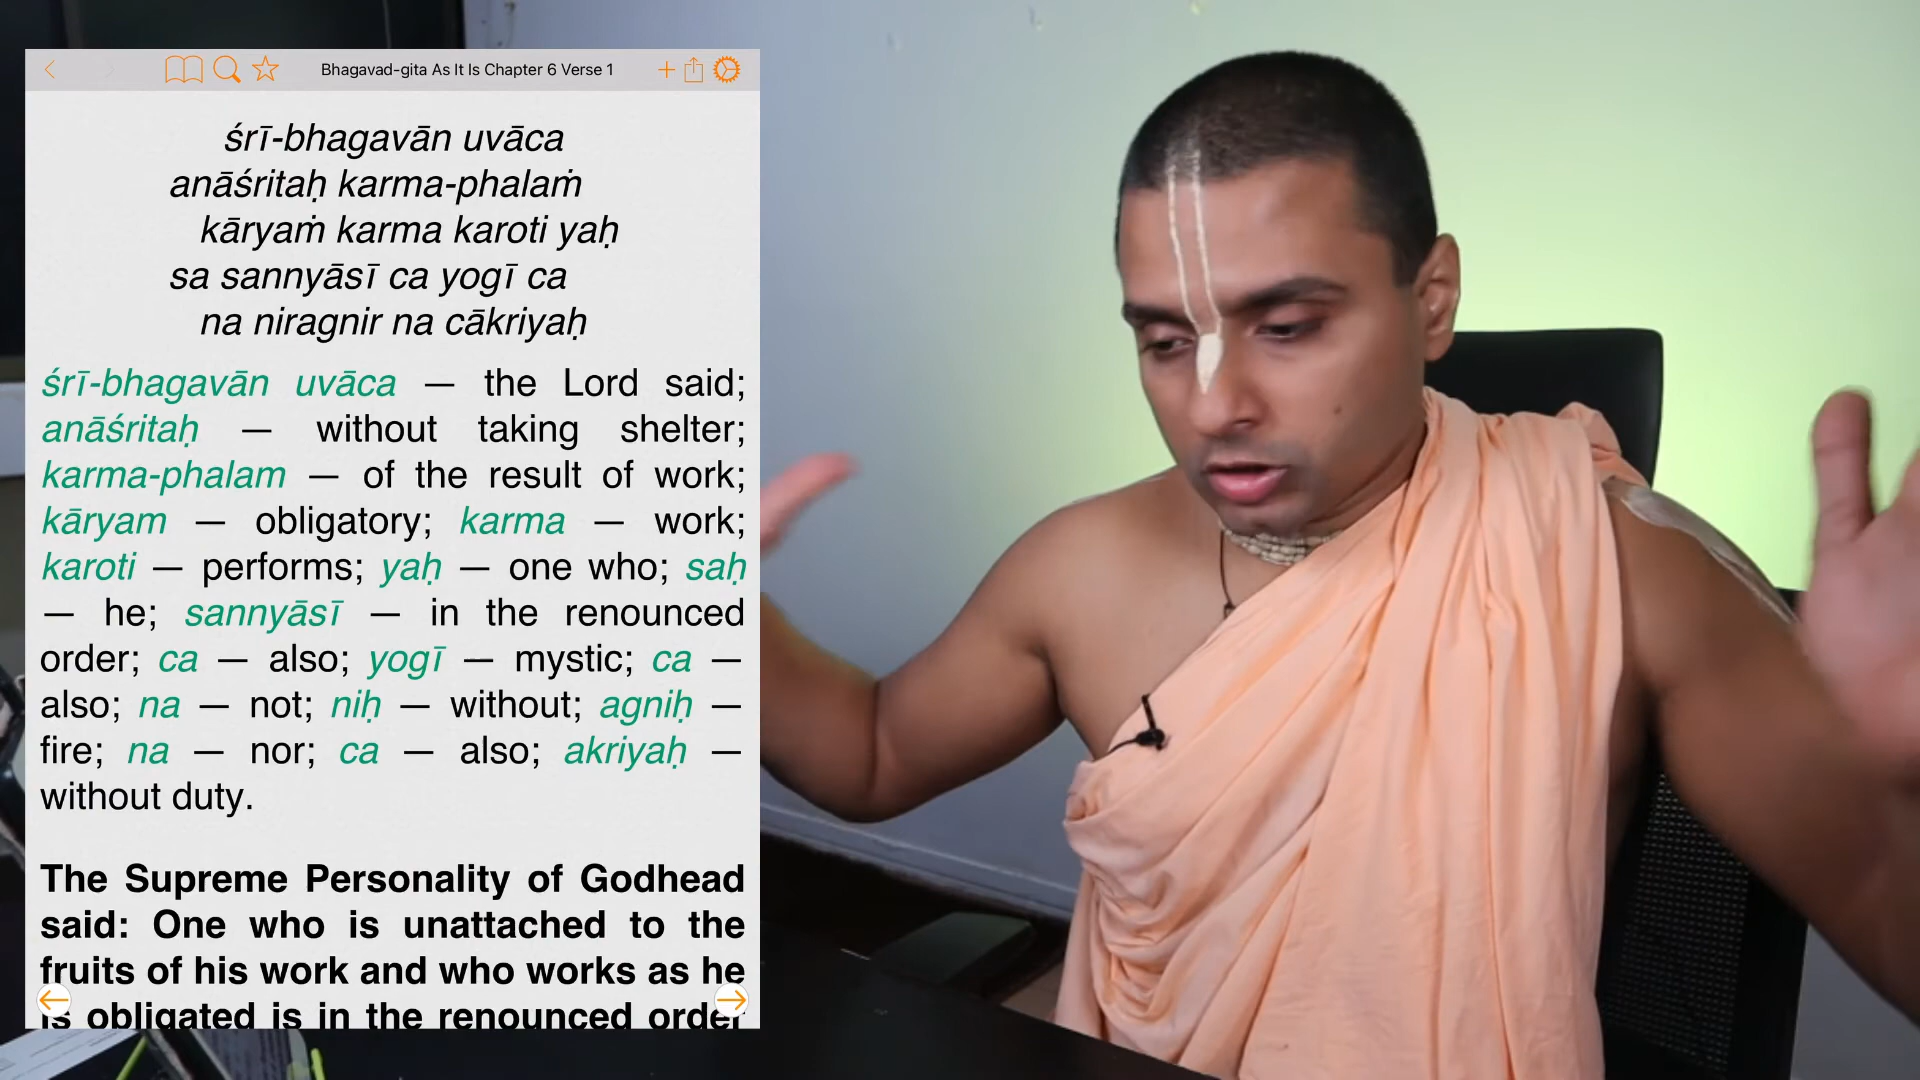 Bhagavad-gita As It Is Chapter 6 Verse 1
śrī-bhagavān uvāca
anāśritaḥ karma-phalaṁ
kāryaṁ karma karoti yaḥ
sa sannyāsī ca yogī ca
na niragnir na cākriyaḥ
śrī-bhagavān uvāca — the Lord said;
anāśritaḥ — without taking shelter;
karma-phalam — of the result of work;
kāryam — obligatory; karma — work;
karoti — performs; yaḥ — one who; saḥ
— he; sannyāsī — in the renounced
order; ca — also; yogī — mystic; ca —
also; na — not; niḥ — without; agniḥ —
fire; na — nor; ca — also; akriyaḥ —
without duty.
The Supreme Personality of Godhead
said: One who is unattached to the
fruits of his work and who works as he
is obligated is in the renounced order